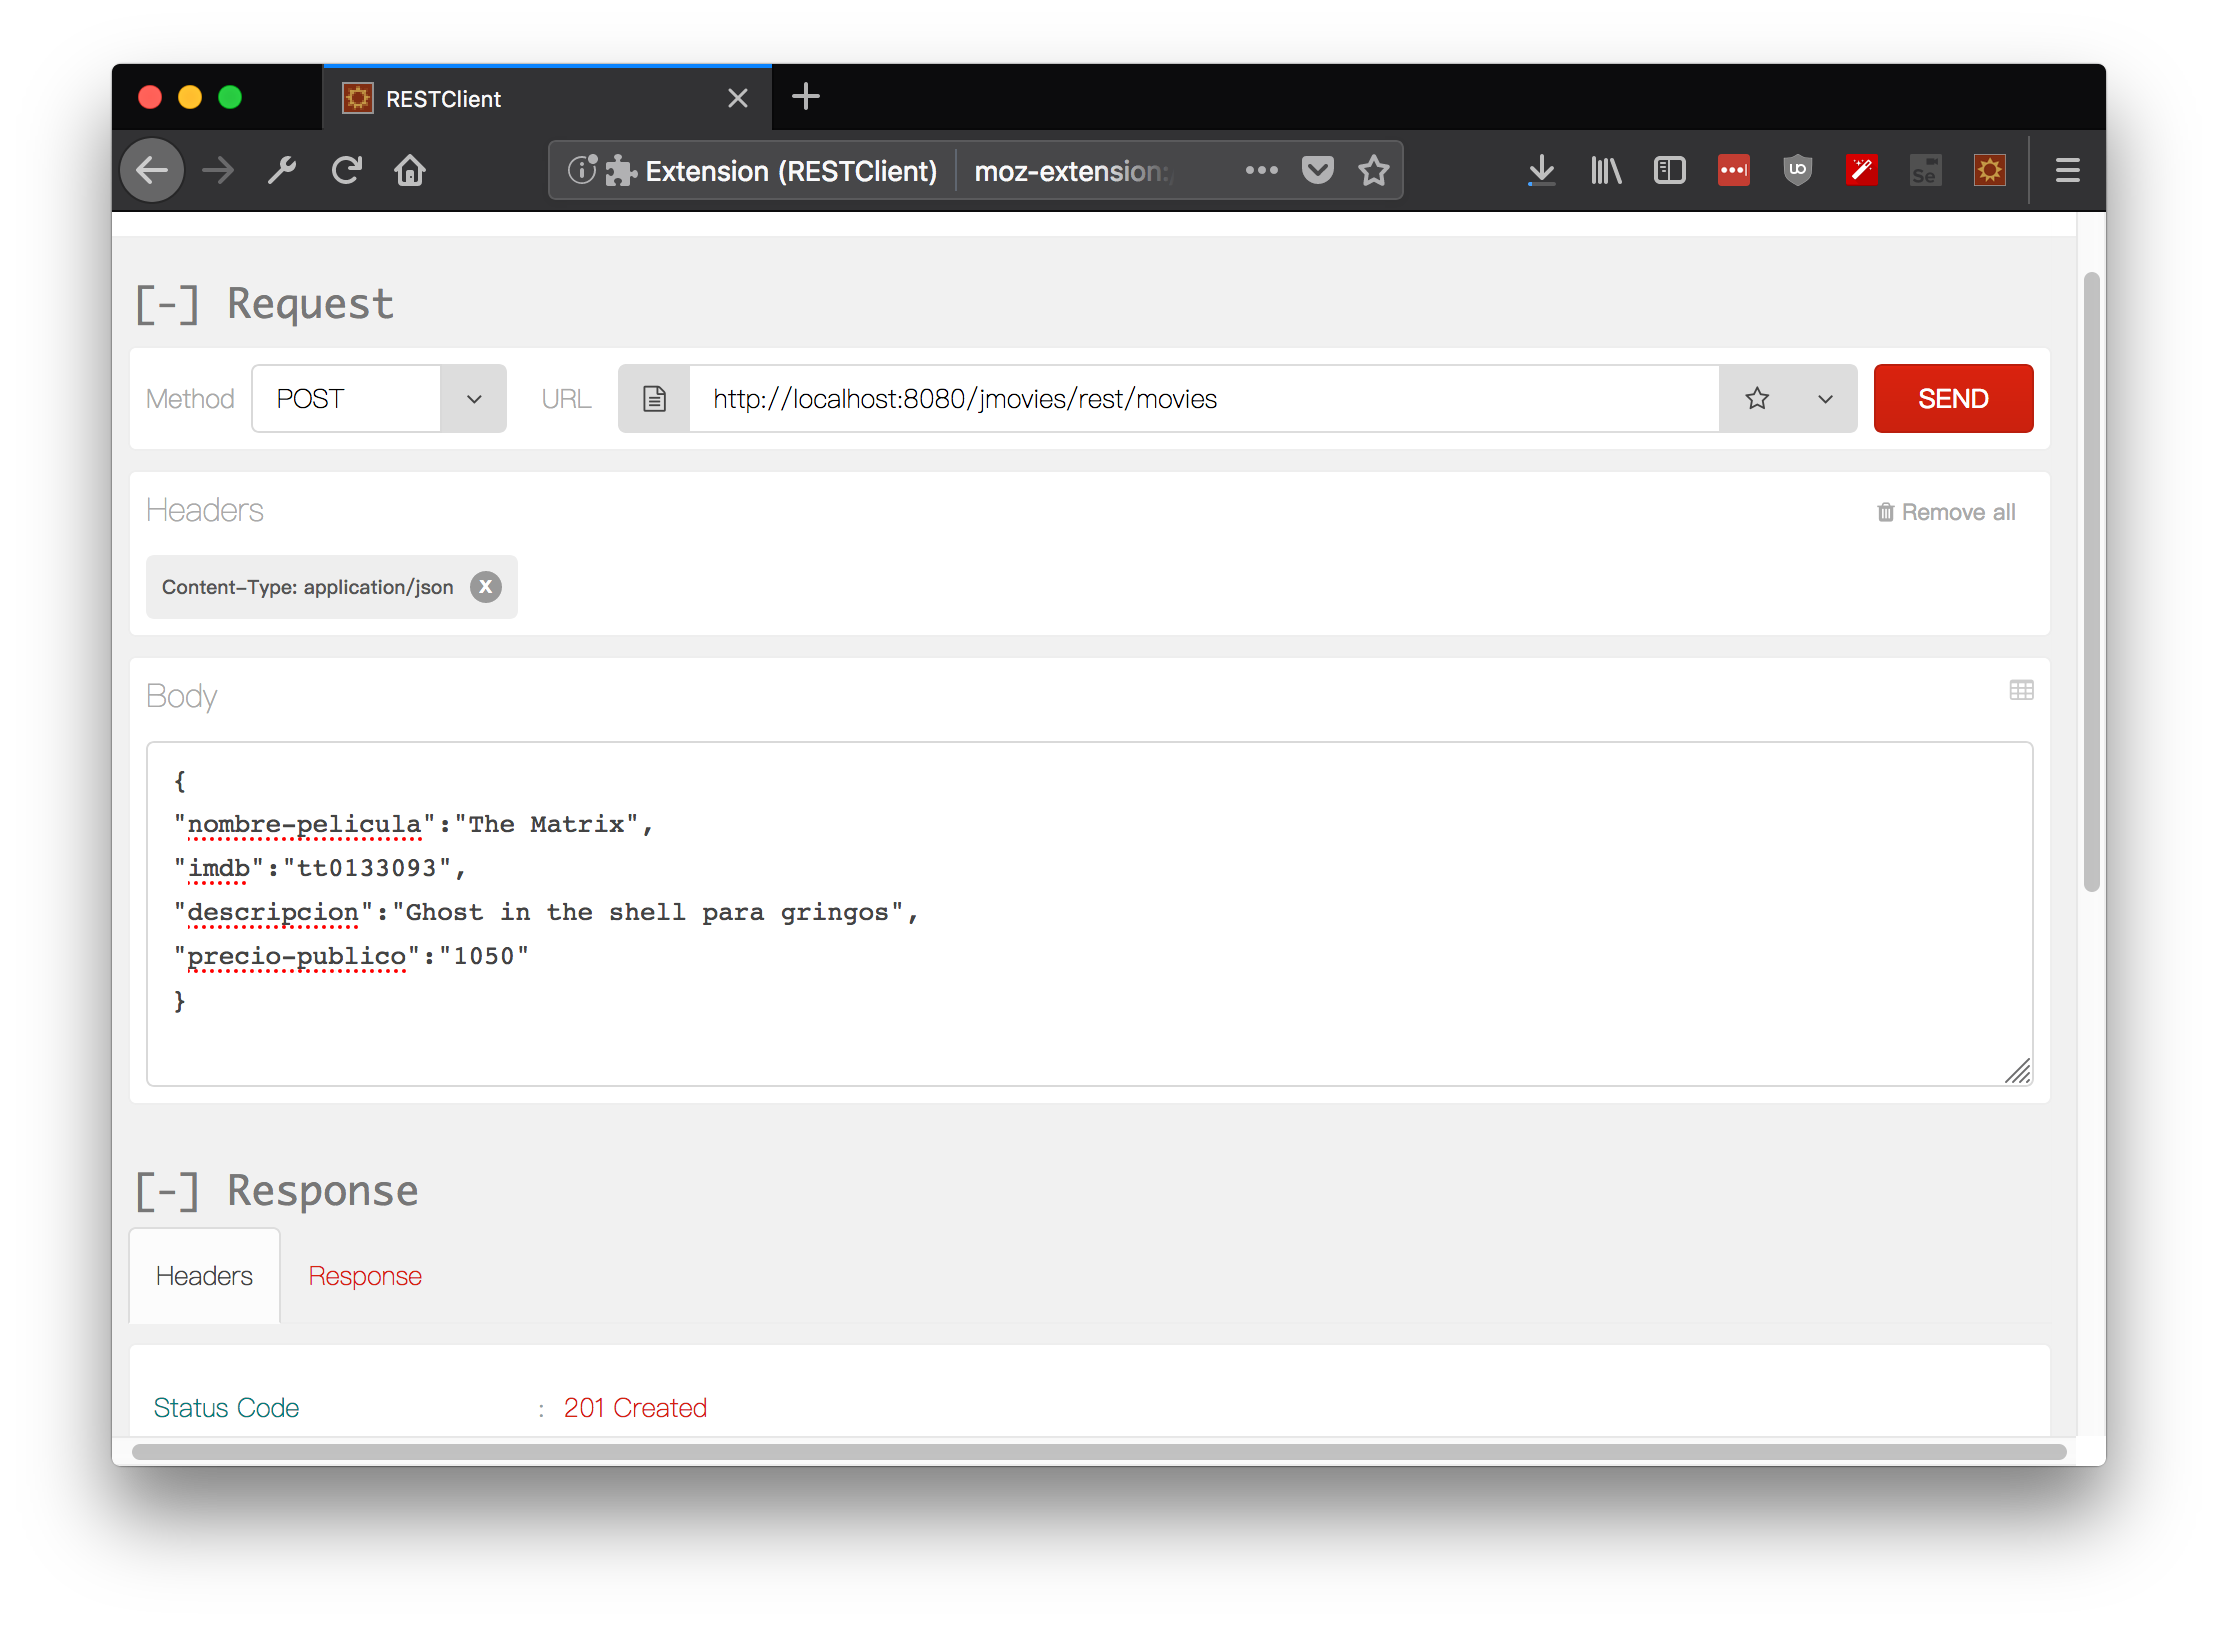 RESTClient
Extension (RESTClient) moz-extension:
[-] Request
Method POST URL http://localhost:8080/jmovies/rest/movies SEND
Headers Remove all
Content-Type: application/json x
Body
{
"nombre-pelicula":"The Matrix",
"imdb":"tt0133093",
"descripcion":"Ghost in the shell para gringos",
"precio-publico":"1050"
}
[-] Response
Headers Response
Status Code : 201 Created